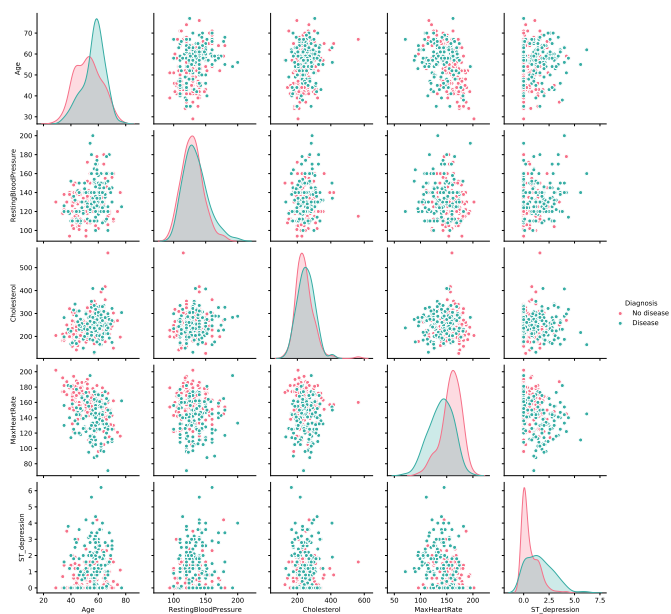 70
60
50
40
30
Age
200
180
160
140
120
100
RestingBloodPressure
500
400
300
200
Cholesterol
Diagnosis
No disease
Disease
200
180
160
140
120
100
80
MaxHeartRate
6
5
4
3
2
1
0
ST_depression
20 40 60 80
100 150 200
200 400 600
50 100 150 200
0.0 2.5 5.0 7.5
Age RestingBloodPressure Cholesterol MaxHeartRate ST_depression